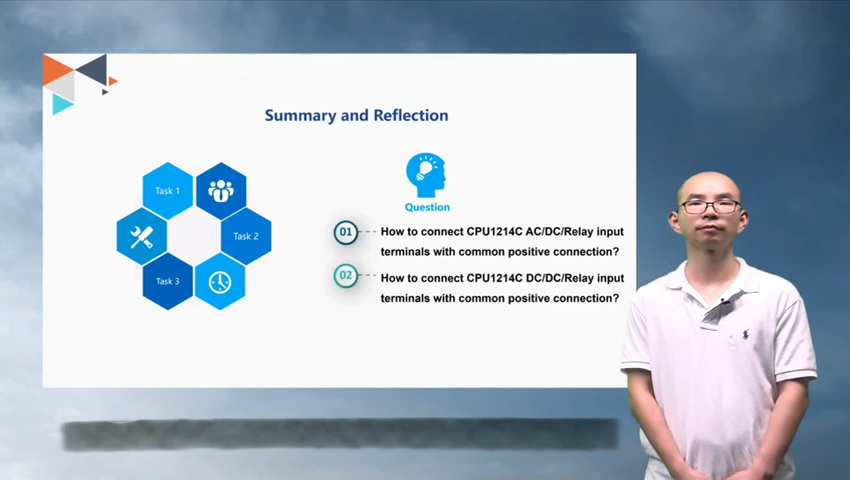 Summary and Reflection
Task 1
Task 2
Task 3
Question
01
How to connect CPU1214C AC/DC/Relay input
terminals with common positive connection?
02
How to connect CPU1214C DC/DC/Relay input
terminals with common positive connection?